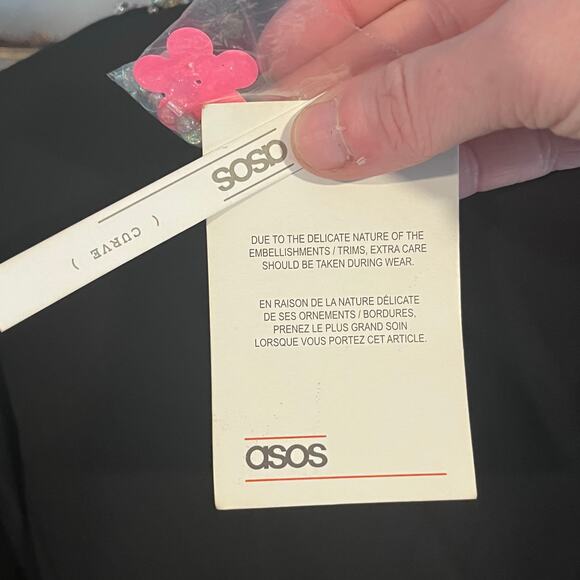 asos
( CURVE )
DUE TO THE DELICATE NATURE OF THE
EMBELLISHMENTS / TRIMS, EXTRA CARE
SHOULD BE TAKEN DURING WEAR.
EN RAISON DE LA NATURE DÉLICATE
DE SES ORNEMENTS / BORDURES,
PRENEZ LE PLUS GRAND SOIN
LORSQUE VOUS PORTEZ CET ARTICLE.
asos